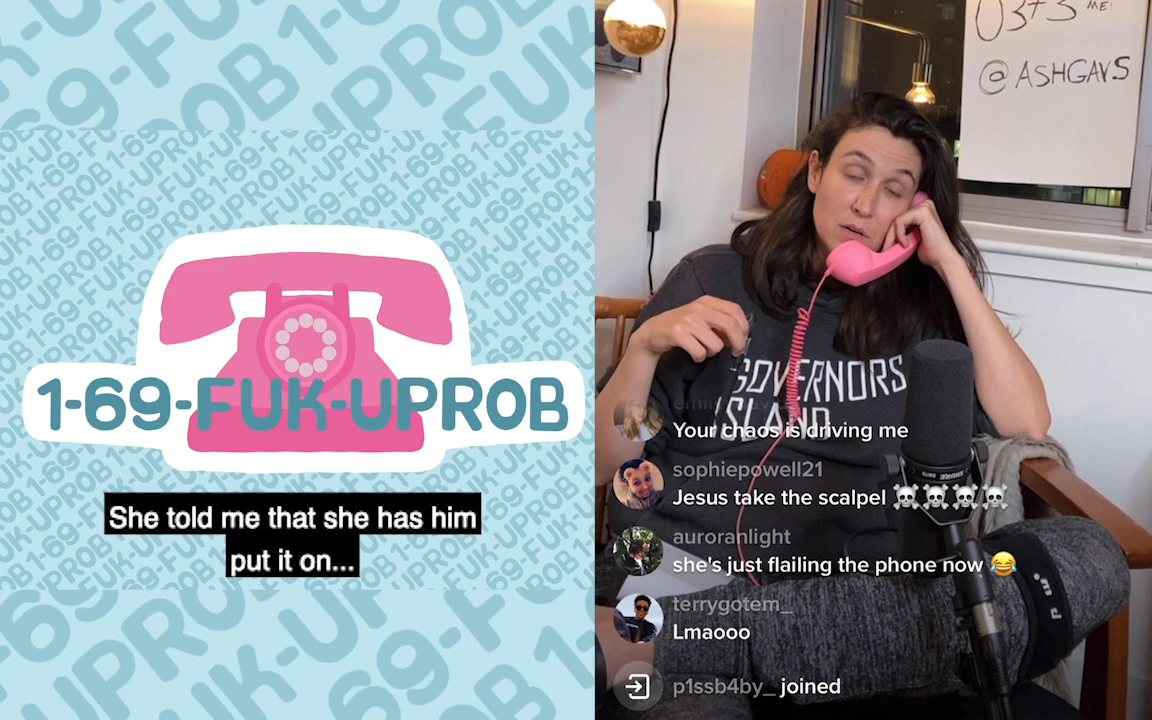 1-69-FUK-UPROB
She told me that she has him
put it on...
ME!
@ASHGAVS
GOVERNORS
ISLAND
Your chaos is driving me
sophiepowell21
Jesus take the scalpel ☠☠☠☠
auroranlight
she's just flailing the phone now 😂
terrygotem_
Lmaooo
p1ssb4by_ joined